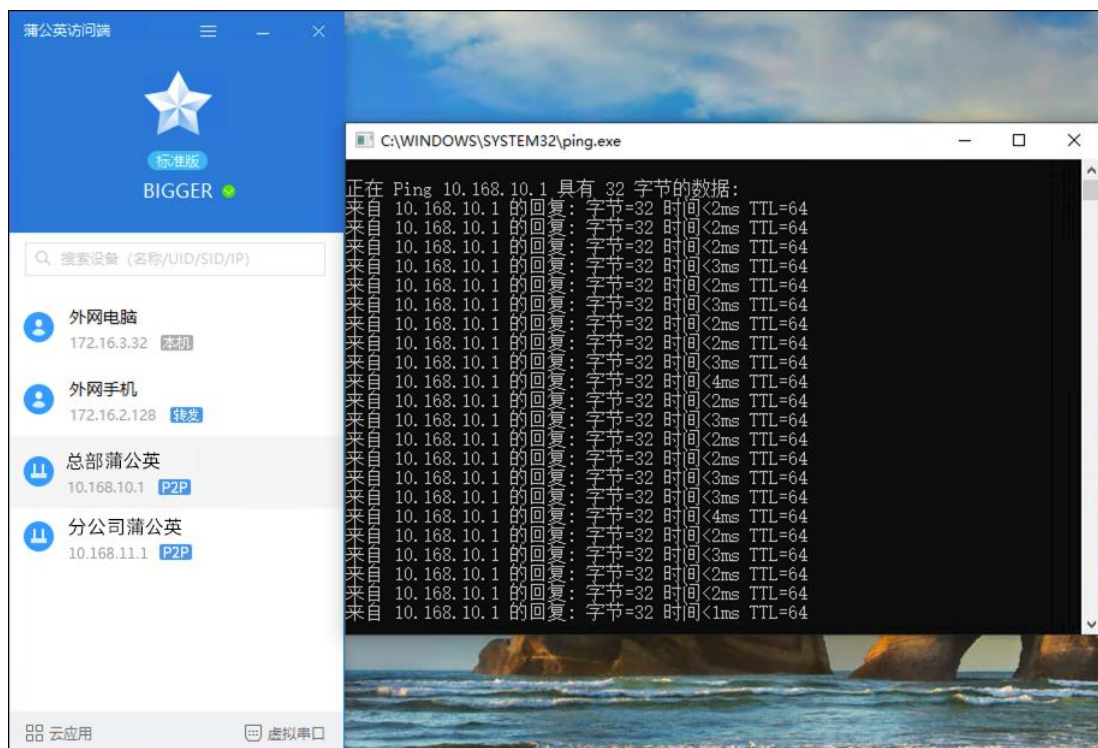 蒲公英访问端
标准版
BIGGER
搜索设备 (名称/UID/SID/IP)
外网电脑
172.16.3.32 本机
外网手机
172.16.2.128 转发
总部蒲公英
10.168.10.1 P2P
分公司蒲公英
10.168.11.1 P2P
云应用 虚拟串口
C:\WINDOWS\SYSTEM32\ping.exe
正在 Ping 10.168.10.1 具有 32 字节的数据:
来自 10.168.10.1 的回复: 字节=32 时间<2ms TTL=64
来自 10.168.10.1 的回复: 字节=32 时间<2ms TTL=64
来自 10.168.10.1 的回复: 字节=32 时间<2ms TTL=64
来自 10.168.10.1 的回复: 字节=32 时间<3ms TTL=64
来自 10.168.10.1 的回复: 字节=32 时间<2ms TTL=64
来自 10.168.10.1 的回复: 字节=32 时间<3ms TTL=64
来自 10.168.10.1 的回复: 字节=32 时间<2ms TTL=64
来自 10.168.10.1 的回复: 字节=32 时间<2ms TTL=64
来自 10.168.10.1 的回复: 字节=32 时间<3ms TTL=64
来自 10.168.10.1 的回复: 字节=32 时间<4ms TTL=64
来自 10.168.10.1 的回复: 字节=32 时间<2ms TTL=64
来自 10.168.10.1 的回复: 字节=32 时间<3ms TTL=64
来自 10.168.10.1 的回复: 字节=32 时间<2ms TTL=64
来自 10.168.10.1 的回复: 字节=32 时间<2ms TTL=64
来自 10.168.10.1 的回复: 字节=32 时间<3ms TTL=64
来自 10.168.10.1 的回复: 字节=32 时间<3ms TTL=64
来自 10.168.10.1 的回复: 字节=32 时间<4ms TTL=64
来自 10.168.10.1 的回复: 字节=32 时间<2ms TTL=64
来自 10.168.10.1 的回复: 字节=32 时间<3ms TTL=64
来自 10.168.10.1 的回复: 字节=32 时间<2ms TTL=64
来自 10.168.10.1 的回复: 字节=32 时间<2ms TTL=64
来自 10.168.10.1 的回复: 字节=32 时间<1ms TTL=64